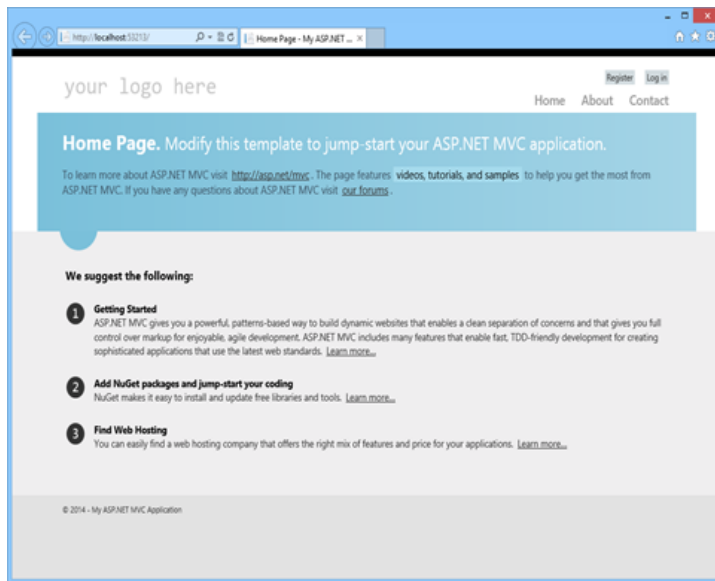 http://localhost:53213/
Home Page - My ASP.NET ...
your logo here
Register Log in
Home About Contact
Home Page. Modify this template to jump-start your ASP.NET MVC application.
To learn more about ASP.NET MVC visit http://asp.net/mvc. The page features videos, tutorials, and samples to help you get the most from
ASP.NET MVC. If you have any questions about ASP.NET MVC visit our forums.
We suggest the following:
1 Getting Started
ASP.NET MVC gives you a powerful, patterns-based way to build dynamic websites that enables a clean separation of concerns and that gives you full
control over markup for enjoyable, agile development. ASP.NET MVC includes many features that enable fast, TDD-friendly development for creating
sophisticated applications that use the latest web standards. Learn more...
2 Add NuGet packages and jump-start your coding
NuGet makes it easy to install and update free libraries and tools. Learn more...
3 Find Web Hosting
You can easily find a web hosting company that offers the right mix of features and price for your applications. Learn more...
© 2014 - My ASP.NET MVC Application